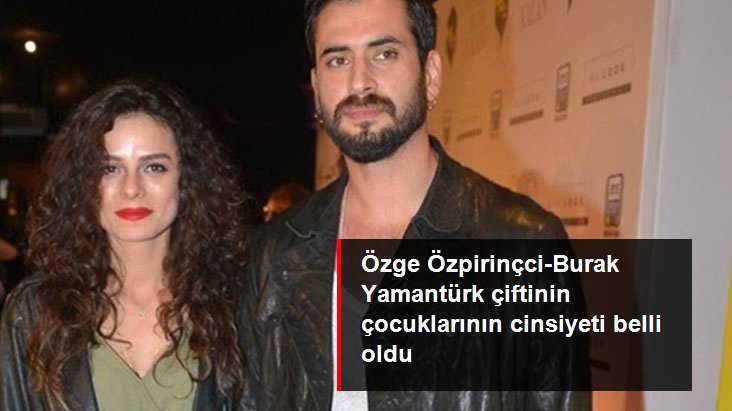 Özge Özpirinçci-Burak
Yamantürk çiftinin
çocuklarının cinsiyeti belli
oldu